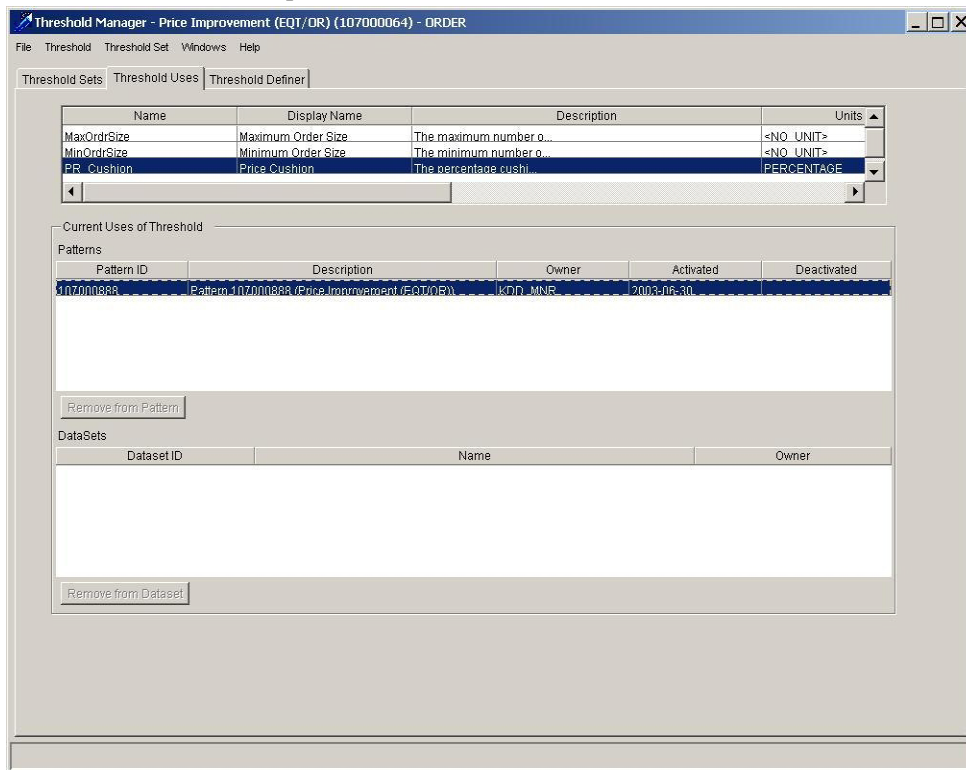 Threshold Manager - Price Improvement (EQT/OR) (107000064) - ORDER
File Threshold Threshold Set Windows Help
Threshold Sets Threshold Uses Threshold Definer
Name Display Name Description Units
MaxOrdrSize Maximum Order Size The maximum number o... <NO_UNIT>
MinOrdrSize Minimum Order Size The minimum number o... <NO_UNIT>
PR_Cushion Price Cushion The percentage cushi... PERCENTAGE
Current Uses of Threshold
Patterns
Pattern ID Description Owner Activated Deactivated
107000888 Pattern 107000888 (Price Improvement (EQT/OR)) KDD_MNR 2003-06-30
Remove from Pattern
DataSets
Dataset ID Name Owner
Remove from Dataset